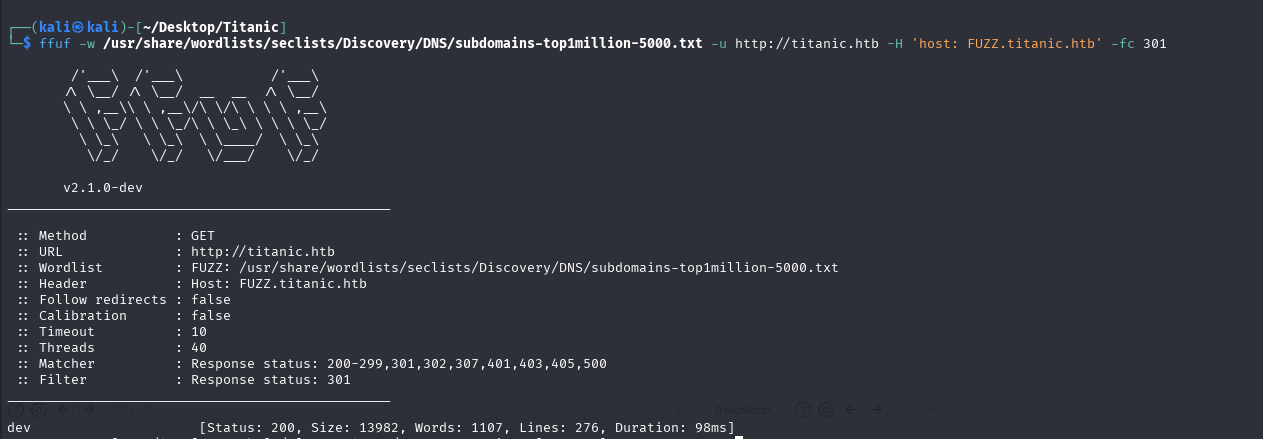 ┌──(kali㉿kali)-[~/Desktop/Titanic]
└─$ ffuf -w /usr/share/wordlists/seclists/Discovery/DNS/subdomains-top1million-5000.txt -u http://titanic.htb -H 'host: FUZZ.titanic.htb' -fc 301
v2.1.0-dev
________________________________________________
:: Method : GET
:: URL : http://titanic.htb
:: Wordlist : FUZZ: /usr/share/wordlists/seclists/Discovery/DNS/subdomains-top1million-5000.txt
:: Header : Host: FUZZ.titanic.htb
:: Follow redirects : false
:: Calibration : false
:: Timeout : 10
:: Threads : 40
:: Matcher : Response status: 200-299,301,302,307,401,403,405,500
:: Filter : Response status: 301
________________________________________________
Search 0 highlights Search
dev [Status: 200, Size: 13982, Words: 1107, Lines: 276, Duration: 98ms]